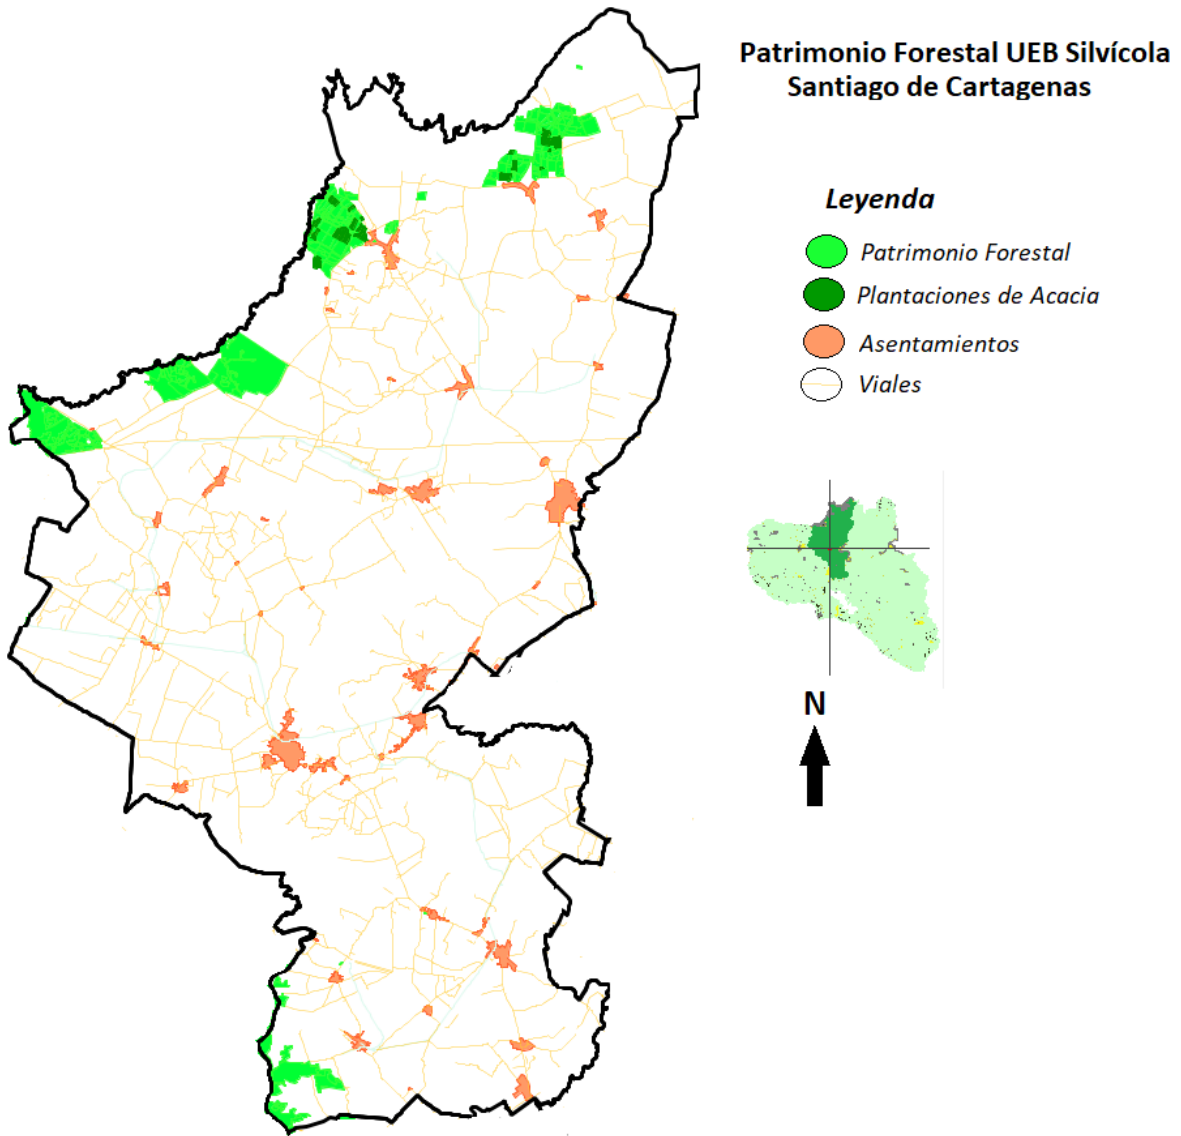 Patrimonio Forestal UEB Silvícola
Santiago de Cartagenas
Leyenda
Patrimonio Forestal
Plantaciones de Acacia
Asentamientos
Viales
N